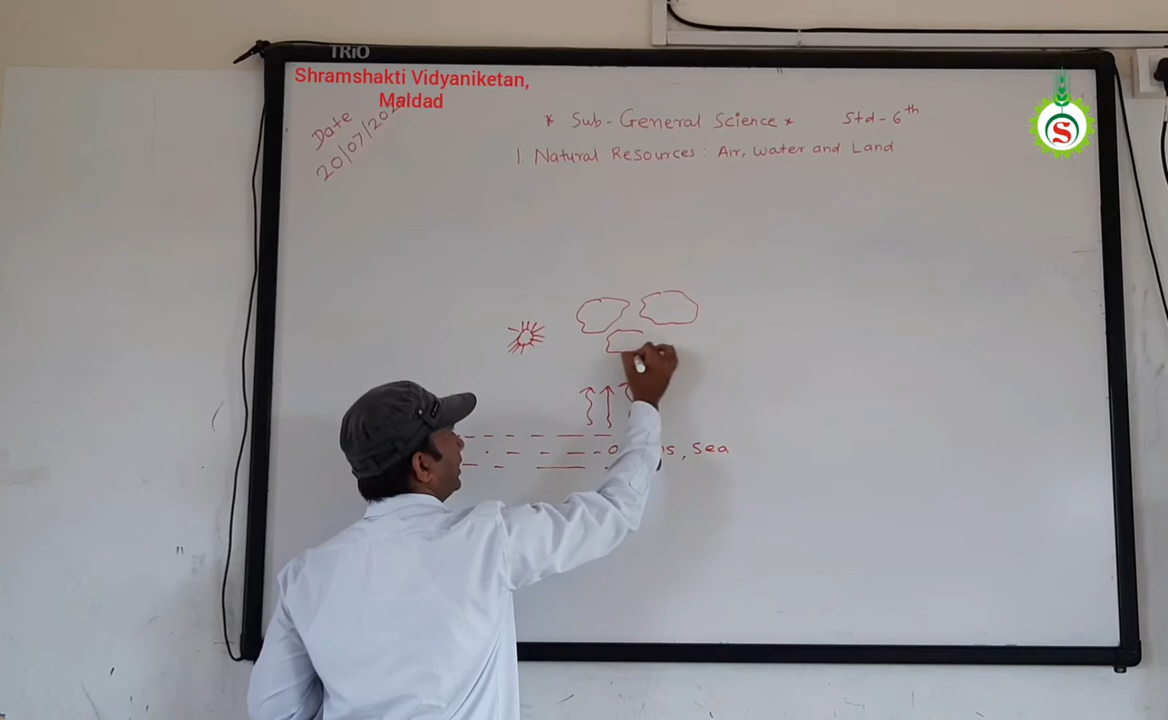 TRIO
Shramshakti Vidyaniketan,
Maldad
Date
20/07/202
* Sub-General Science *
Std-6th
1. Natural Resources: Air, Water and Land
S
, Sea